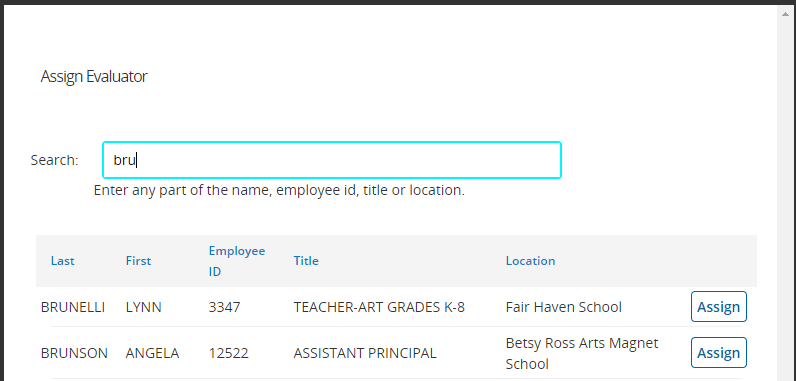 Assign Evaluator
Search: bru
Enter any part of the name, employee id, title or location.
Last First Employee ID Title Location
BRUNELLI LYNN 3347 TEACHER-ART GRADES K-8 Fair Haven School Assign
BRUNSON ANGELA 12522 ASSISTANT PRINCIPAL Betsy Ross Arts Magnet School Assign